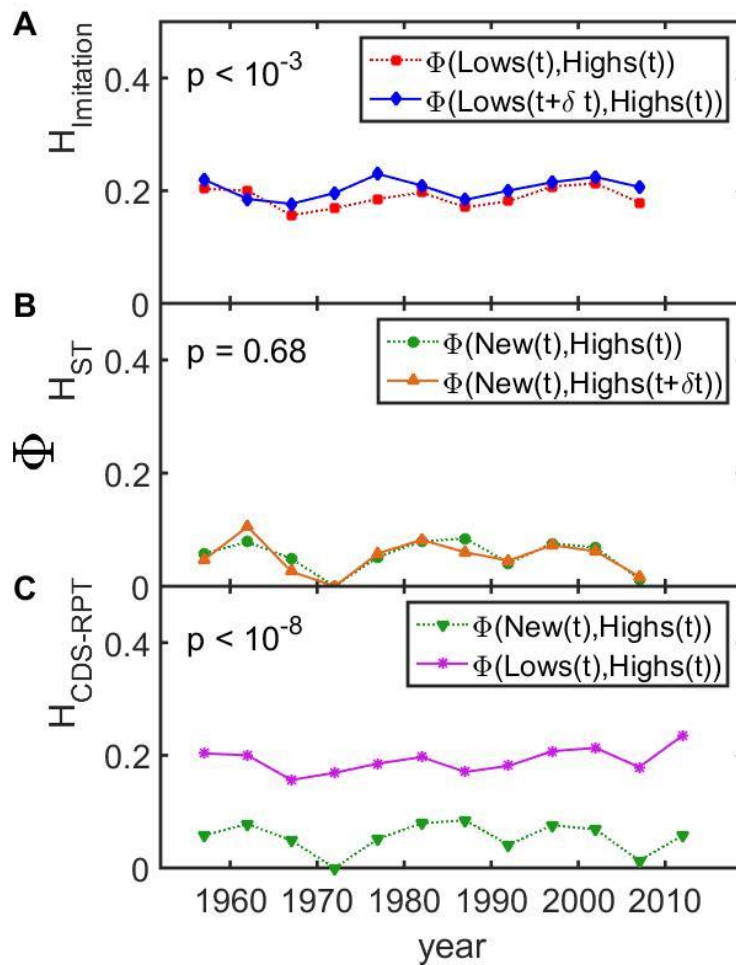 A
H_Imitation
0.4
0.2
0
p < 10^-3
Φ(Lows(t),Highs(t))
Φ(Lows(t+δ t),Highs(t))
B
H_ST
Φ
0.4
0.2
0
p = 0.68
Φ(New(t),Highs(t))
Φ(New(t),Highs(t+δt))
C
H_CDS-RPT
0.4
0.2
0
p < 10^-8
Φ(New(t),Highs(t))
Φ(Lows(t),Highs(t))
1960 1970 1980 1990 2000 2010
year